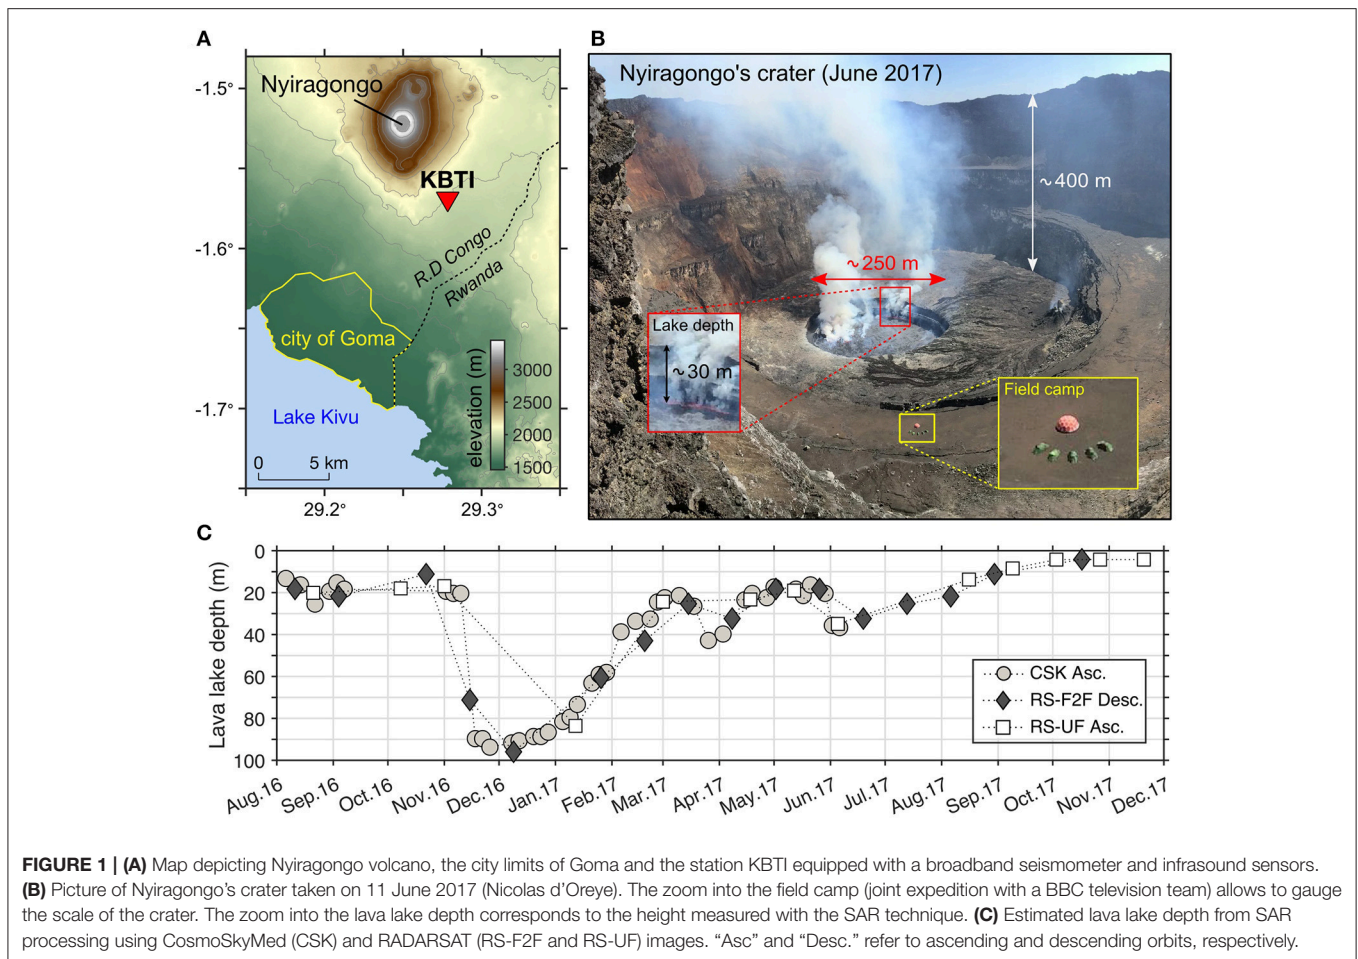 A
Nyiragongo
KBTI
R.D Congo
Rwanda
city of Goma
Lake Kivu
0 5 km
elevation (m)
3000
2500
2000
1500
-1.5°
-1.6°
-1.7°
29.2° 29.3°
B
Nyiragongo's crater (June 2017)
~400 m
~250 m
Lake depth
~30 m
Field camp
C
Lava lake depth (m)
0
20
40
60
80
100
CSK Asc.
RS-F2F Desc.
RS-UF Asc.
Aug.16 Sep.16 Oct.16 Nov.16 Dec.16 Jan.17 Feb.17 Mar.17 Apr.17 May.17 Jun.17 Jul.17 Aug.17 Sep.17 Oct.17 Nov.17 Dec.17
FIGURE 1 | (A) Map depicting Nyiragongo volcano, the city limits of Goma and the station KBTI equipped with a broadband seismometer and infrasound sensors.
(B) Picture of Nyiragongo's crater taken on 11 June 2017 (Nicolas d'Oreye). The zoom into the field camp (joint expedition with a BBC television team) allows to gauge
the scale of the crater. The zoom into the lava lake depth corresponds to the height measured with the SAR technique. (C) Estimated lava lake depth from SAR
processing using CosmoSkyMed (CSK) and RADARSAT (RS-F2F and RS-UF) images. "Asc" and "Desc." refer to ascending and descending orbits, respectively.